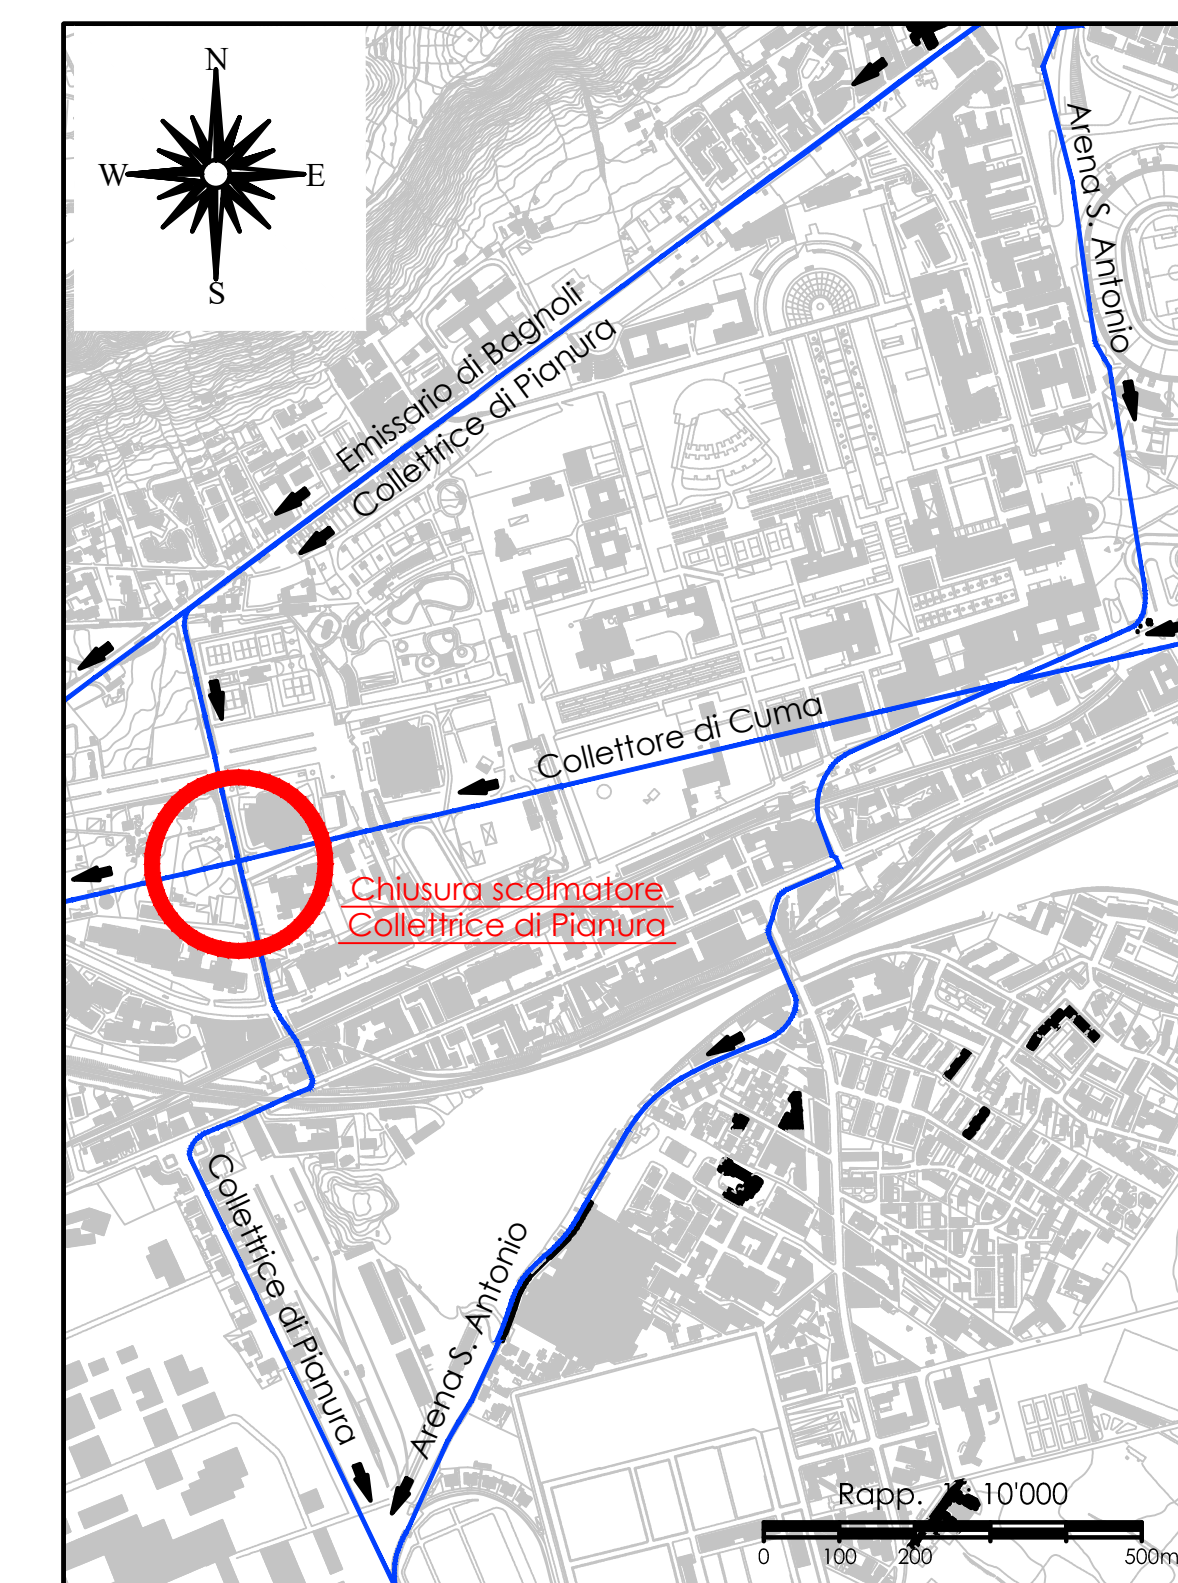 N
W E
S
Arena S. Antonio
Emissario di Bagnoli
Collettrice di Pianura
Collettore di Cuma
Chiusura scolmatore
Collettrice di Pianura
Collettrice di Pianura
Arena S. Antonio
Rapp. 1:10'000
0 100 200 500m